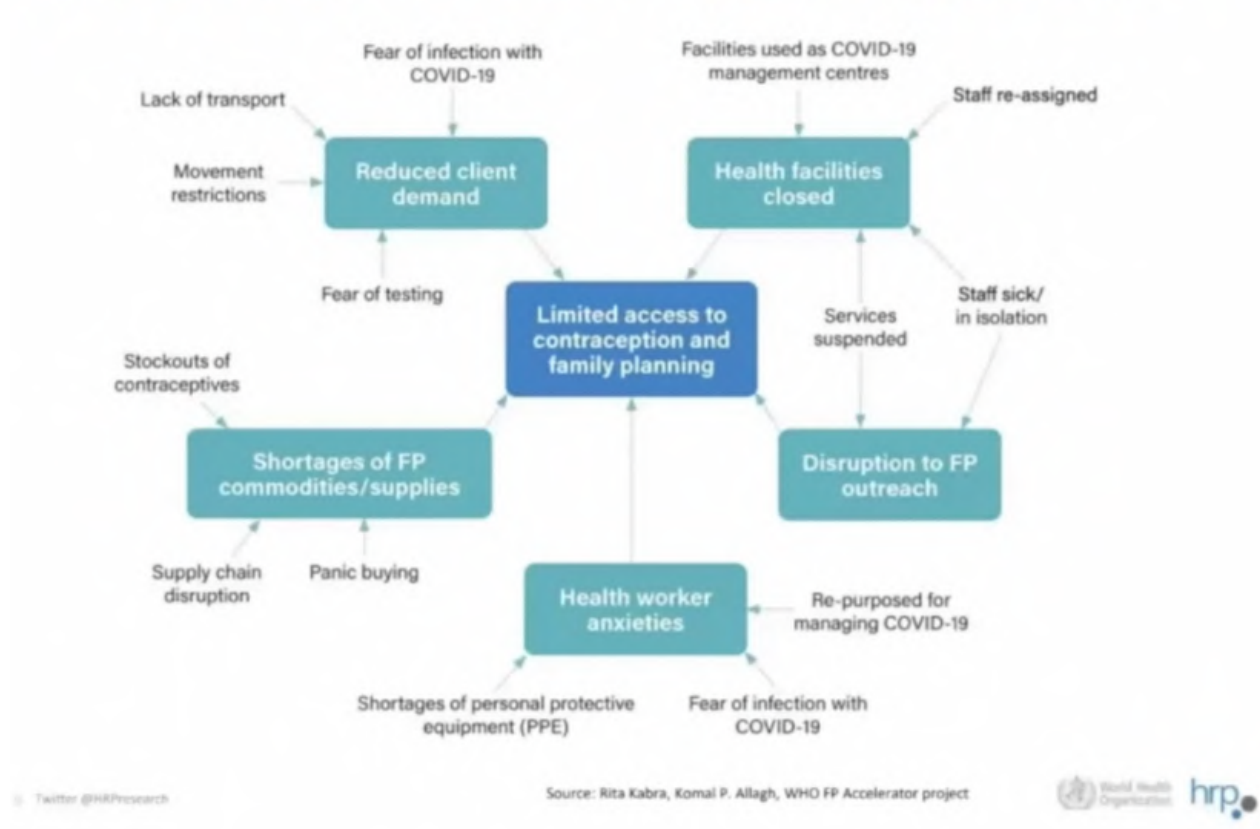 Fear of infection with
COVID-19
Facilities used as COVID-19
management centres
Lack of transport
Staff re-assigned
Movement
restrictions
Reduced client
demand
Health facilities
closed
Fear of testing
Limited access to
contraception and
family planning
Services
suspended
Staff sick/
in isolation
Stockouts of
contraceptives
Shortages of FP
commodities/supplies
Disruption to FP
outreach
Supply chain
disruption
Panic buying
Health worker
anxieties
Re-purposed for
managing COVID-19
Shortages of personal protective
equipment (PPE)
Fear of infection with
COVID-19
Twitter @HRPresearch
Source: Rita Kabra, Komal P. Allagh, WHO FP Accelerator project
World Health
Organization
hrp